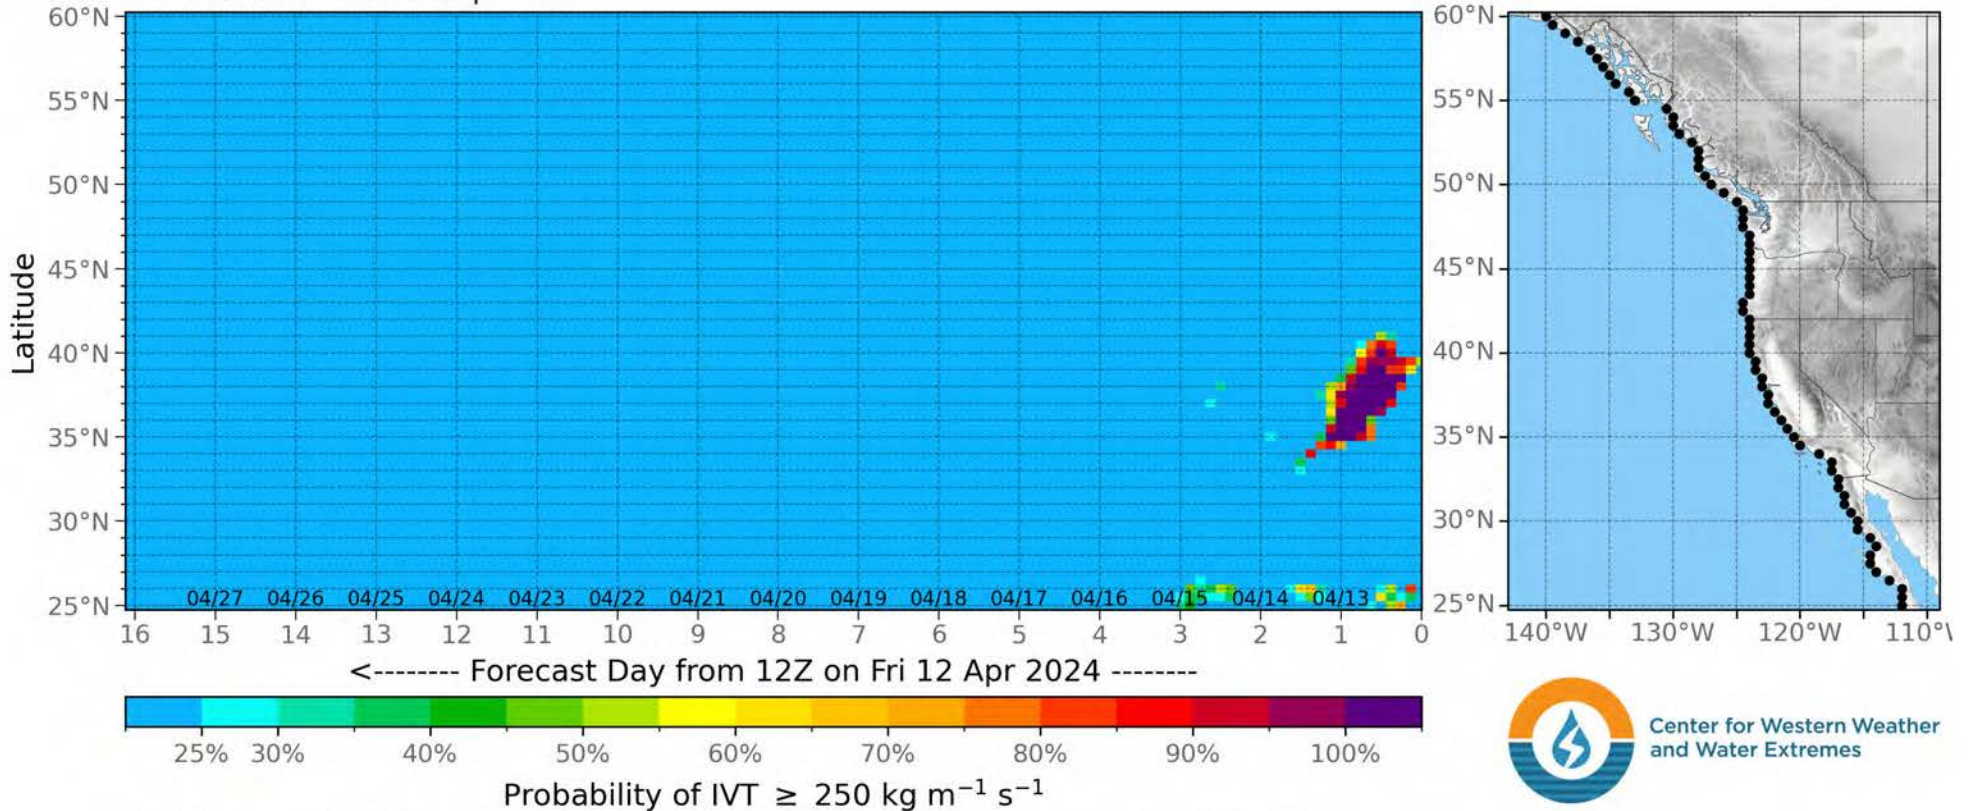 60°N
55°N
50°N
45°N
40°N
35°N
30°N
25°N
Latitude
04/27 04/26 04/25 04/24 04/23 04/22 04/21 04/20 04/19 04/18 04/17 04/16 04/15 04/14 04/13
16 15 14 13 12 11 10 9 8 7 6 5 4 3 2 1 0
<-------- Forecast Day from 12Z on Fri 12 Apr 2024 --------
25% 30% 40% 50% 60% 70% 80% 90% 100%
Probability of IVT ≥ 250 kg m⁻¹ s⁻¹
60°N
55°N
50°N
45°N
40°N
35°N
30°N
25°N
140°W 130°W 120°W 110°
Center for Western Weather
and Water Extremes